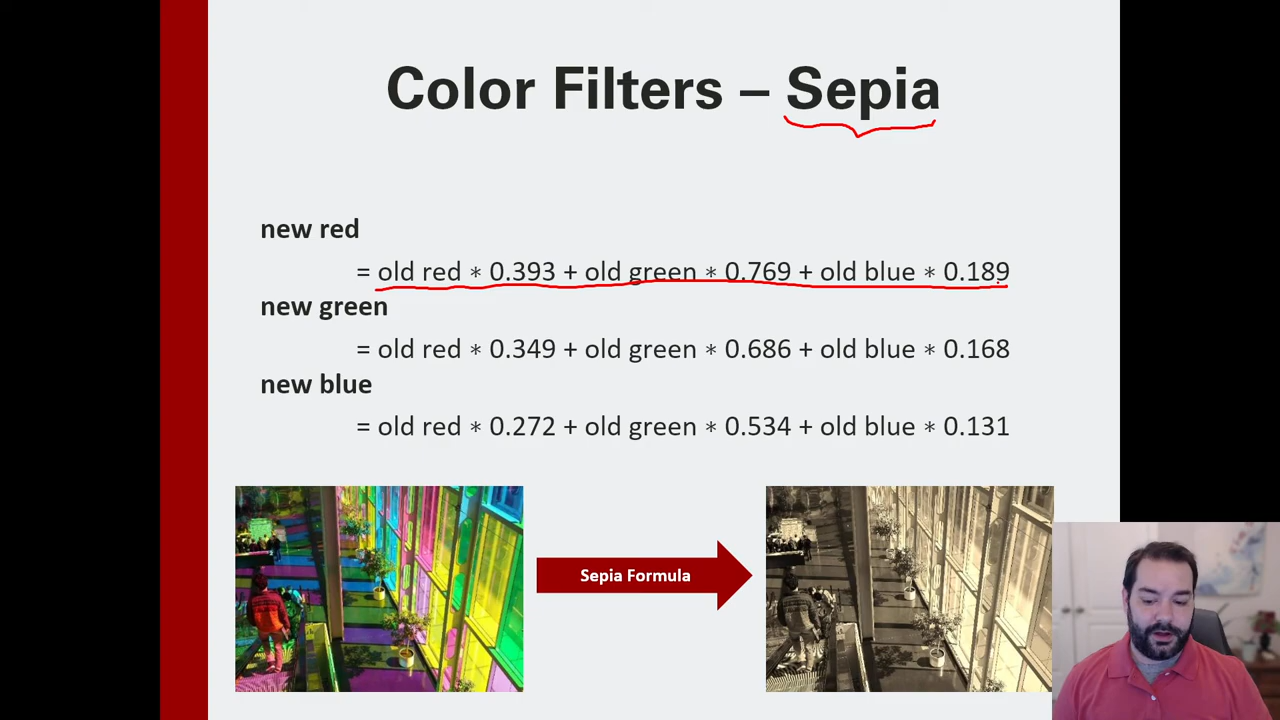 Color Filters – Sepia
new red
= old red ∗ 0.393 + old green ∗ 0.769 + old blue ∗ 0.189
new green
= old red ∗ 0.349 + old green ∗ 0.686 + old blue ∗ 0.168
new blue
= old red ∗ 0.272 + old green ∗ 0.534 + old blue ∗ 0.131
Sepia Formula